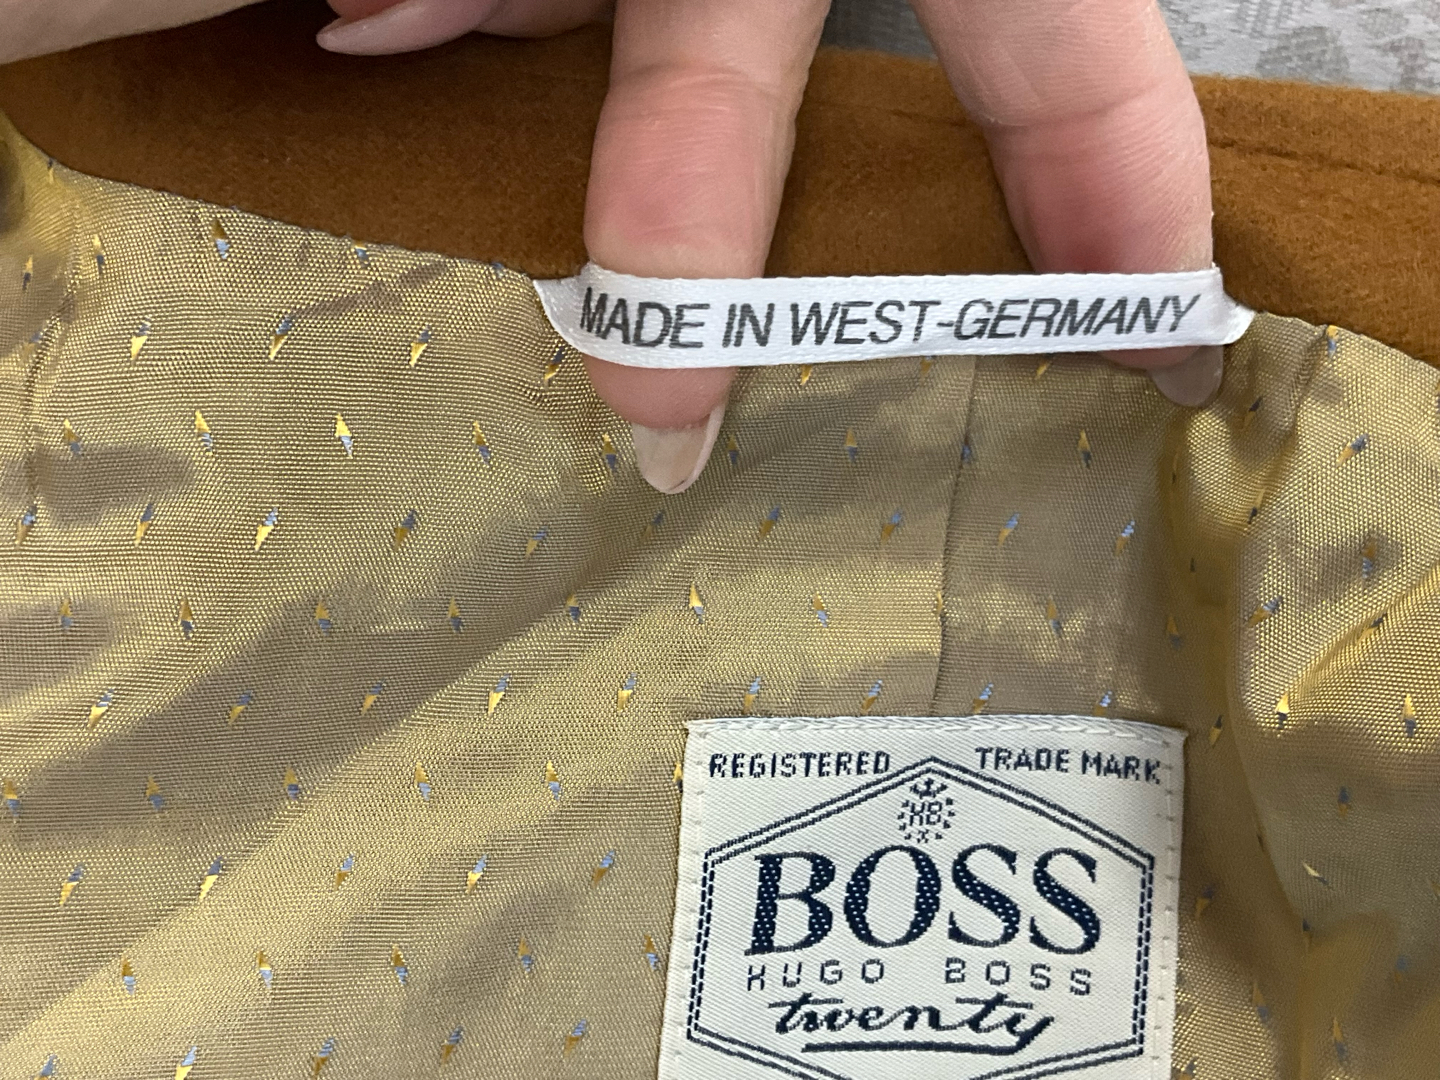 MADE IN WEST-GERMANY
REGISTERED TRADE MARK
HB
BOSS
HUGO BOSS
twenty